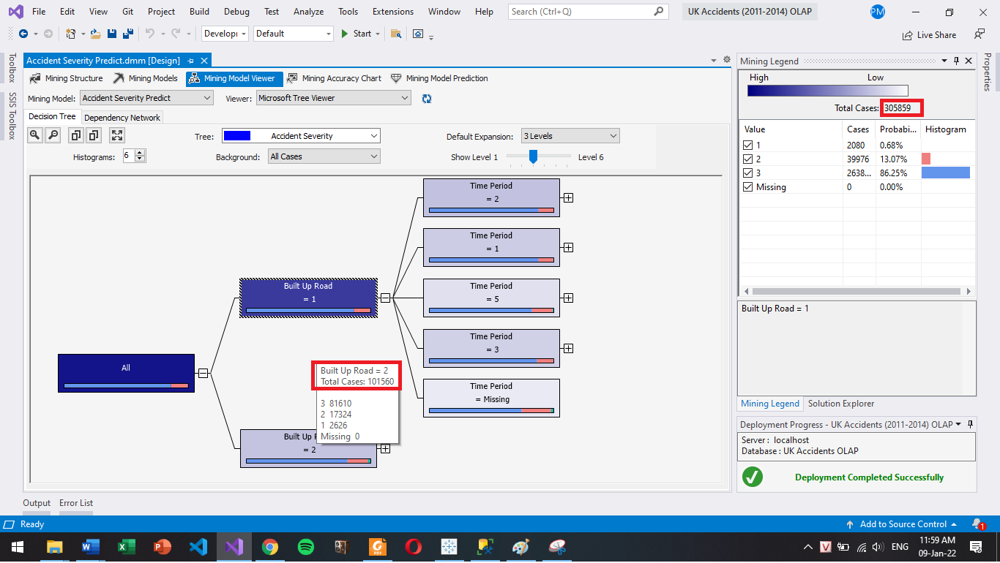 File Edit View Git Project Build Debug Test Analyze Tools Extensions Window Help Search (Ctrl+Q) UK Accidents (2011-2014) OLAP PM
Develop Default Start Live Share
Toolbox
SSIS Toolbox
Accident Severity Predict.dmm [Design]
Mining Structure Mining Models Mining Model Viewer Mining Accuracy Chart Mining Model Prediction
Mining Model: Accident Severity Predict Viewer: Microsoft Tree Viewer
Decision Tree Dependency Network
Tree: Accident Severity Default Expansion: 3 Levels
Histograms: 6 Background: All Cases Show Level 1 Level 6
All
Built Up Road
= 1
Built Up Road = 2
Total Cases: 101560
3 81610
2 17324
1 2626
Missing 0
Built Up R
= 2
Time Period
= 2
Time Period
= 1
Time Period
= 5
Time Period
= 3
Time Period
= Missing
Mining Legend
High Low
Total Cases: 305859
Value Cases Probabi... Histogram
1 2080 0.68%
2 39976 13.07%
3 2638... 86.25%
Missing 0 0.00%
Built Up Road = 1
Mining Legend Solution Explorer
Deployment Progress - UK Accidents (2011-2014) OLAP
Server : localhost
Database : UK Accidents OLAP
Deployment Completed Successfully
Properties
Output Error List
Ready Add to Source Control 1
ENG 11:59 AM
09-Jan-22